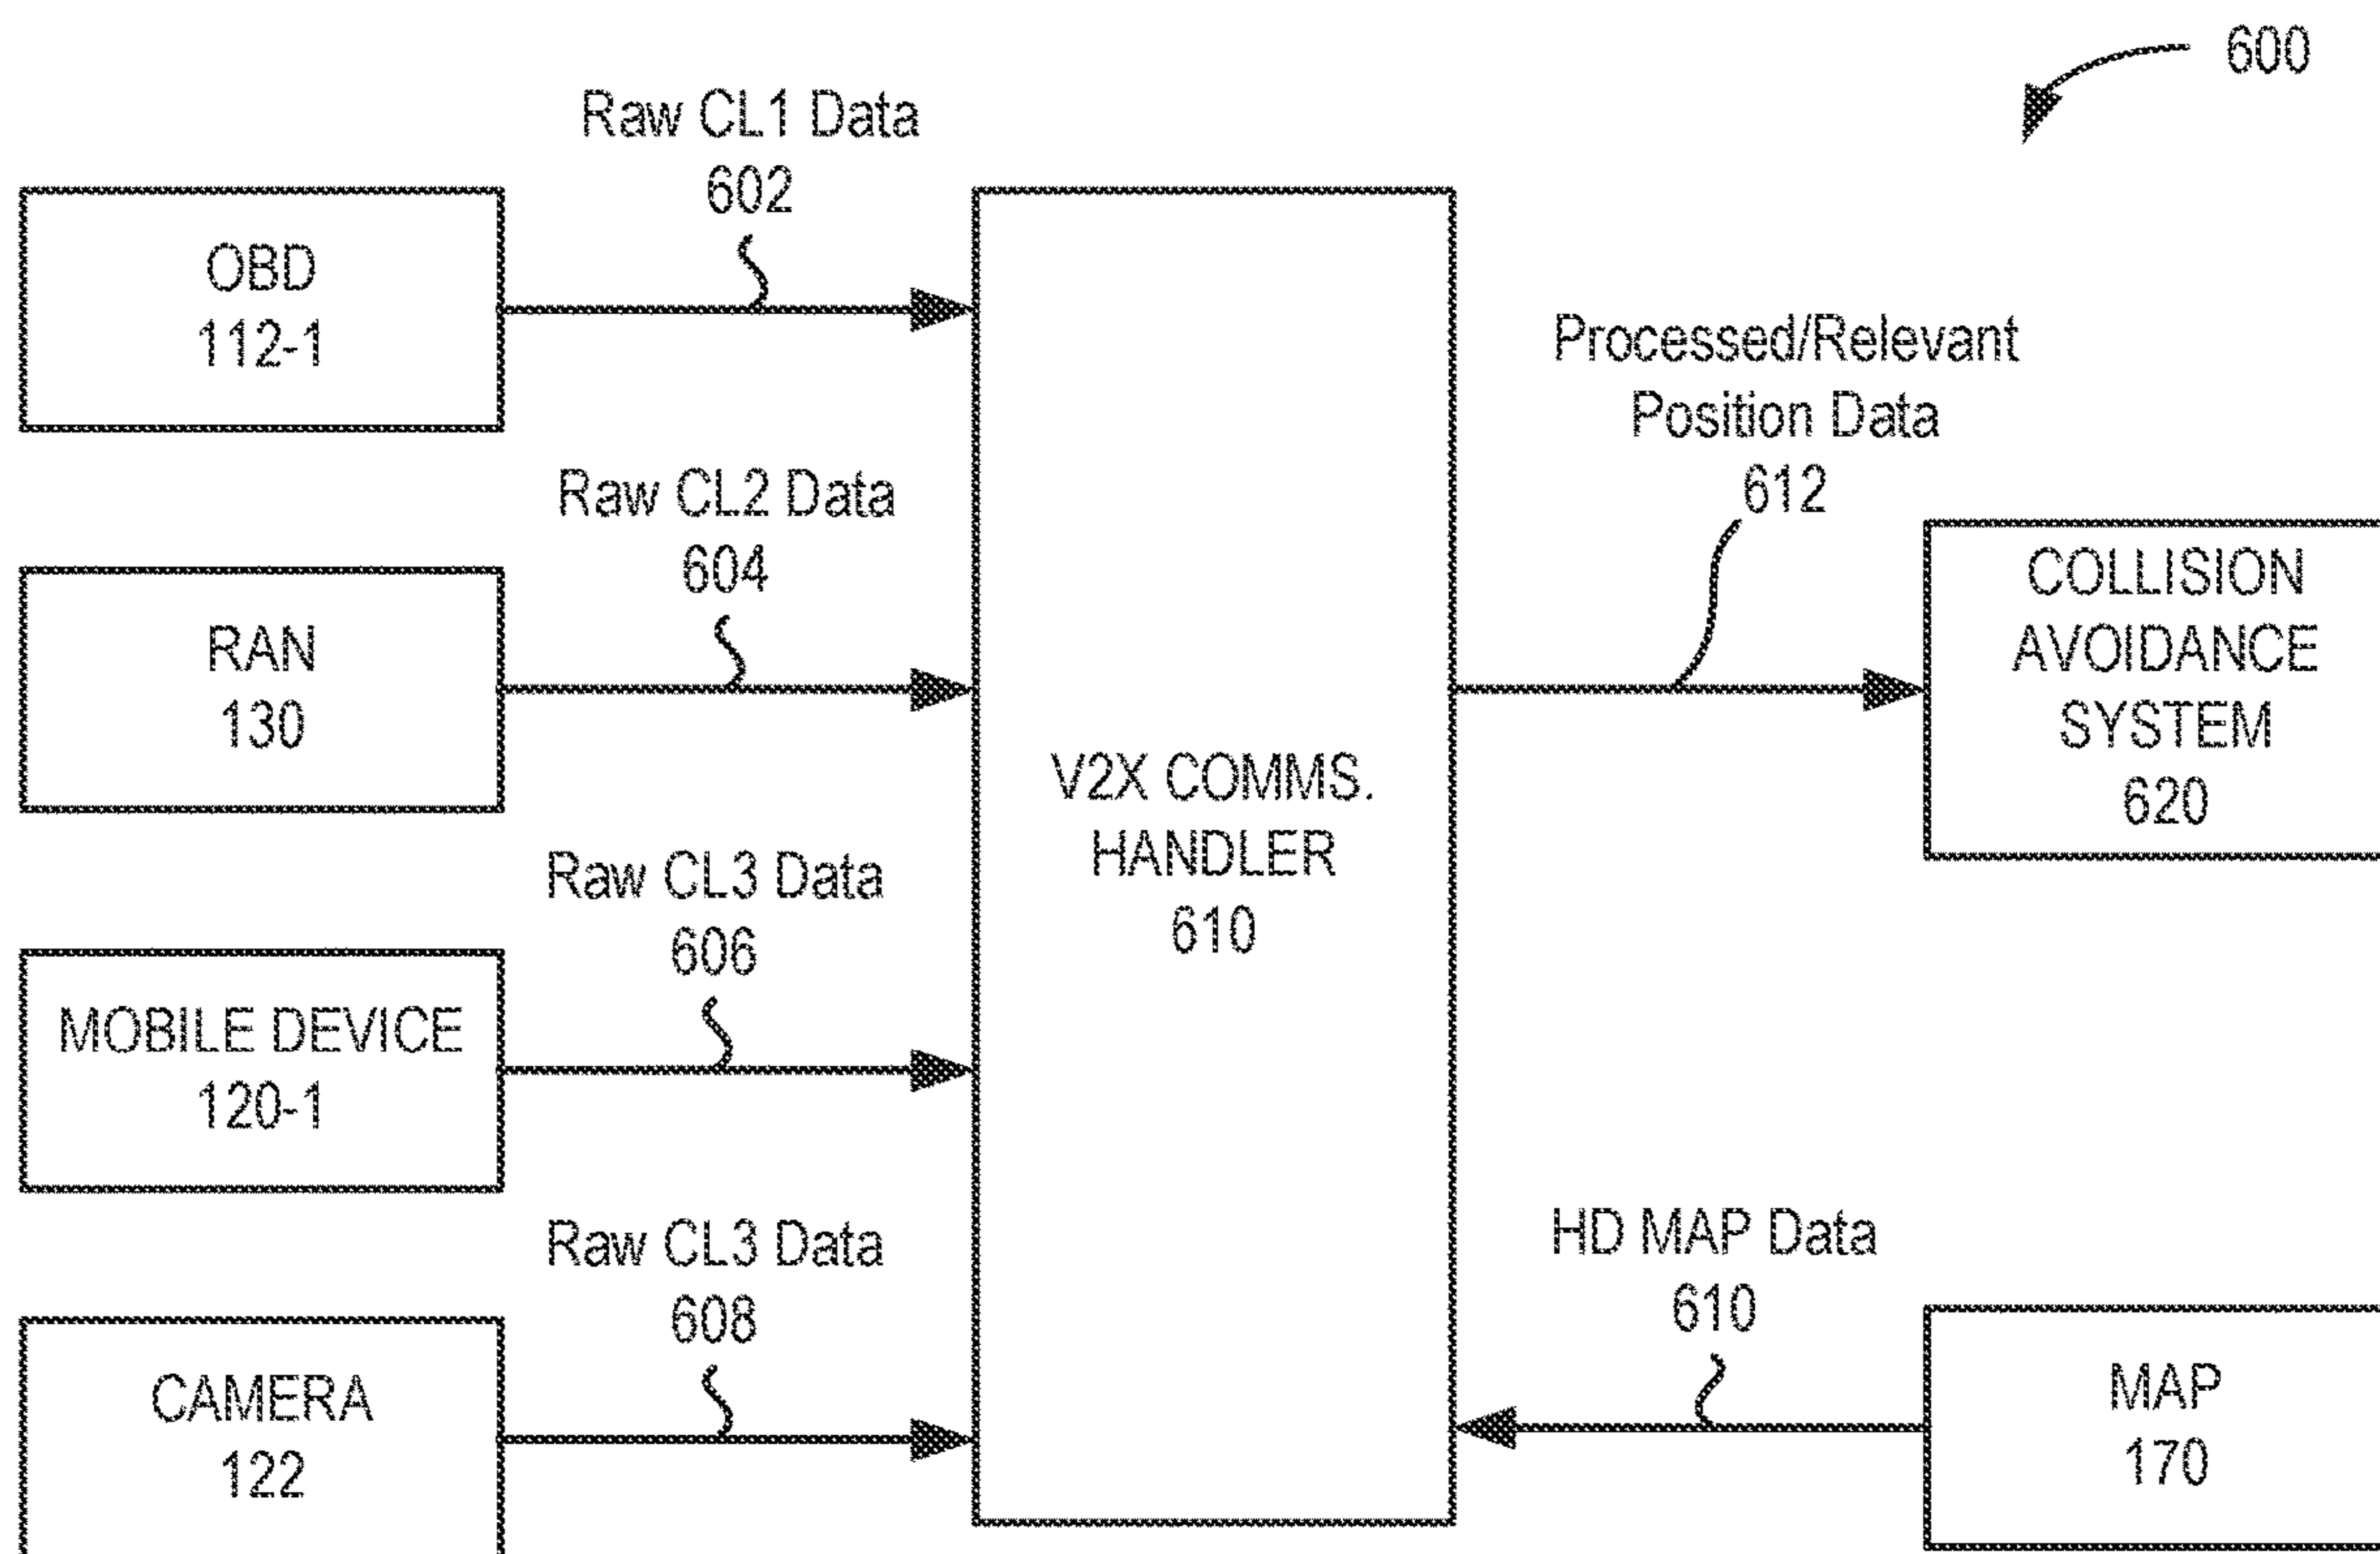 600
Raw CL1 Data
602
OBD
112-1
Raw CL2 Data
604
RAN
130
Raw CL3 Data
606
MOBILE DEVICE
120-1
Raw CL3 Data
608
CAMERA
122
V2X COMMS.
HANDLER
610
Processed/Relevant
Position Data
612
COLLISION
AVOIDANCE
SYSTEM
620
HD MAP Data
610
MAP
170